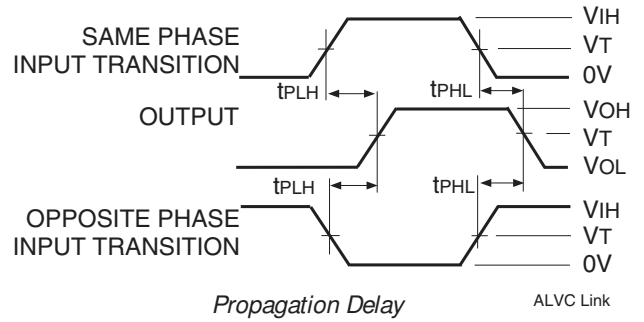 VIH
SAME PHASE
INPUT TRANSITION
VT
0V
tPLH
tPHL
OUTPUT
VOH
VT
VOL
tPLH
tPHL
OPPOSITE PHASE
INPUT TRANSITION
VIH
VT
0V
Propagation Delay
ALVC Link